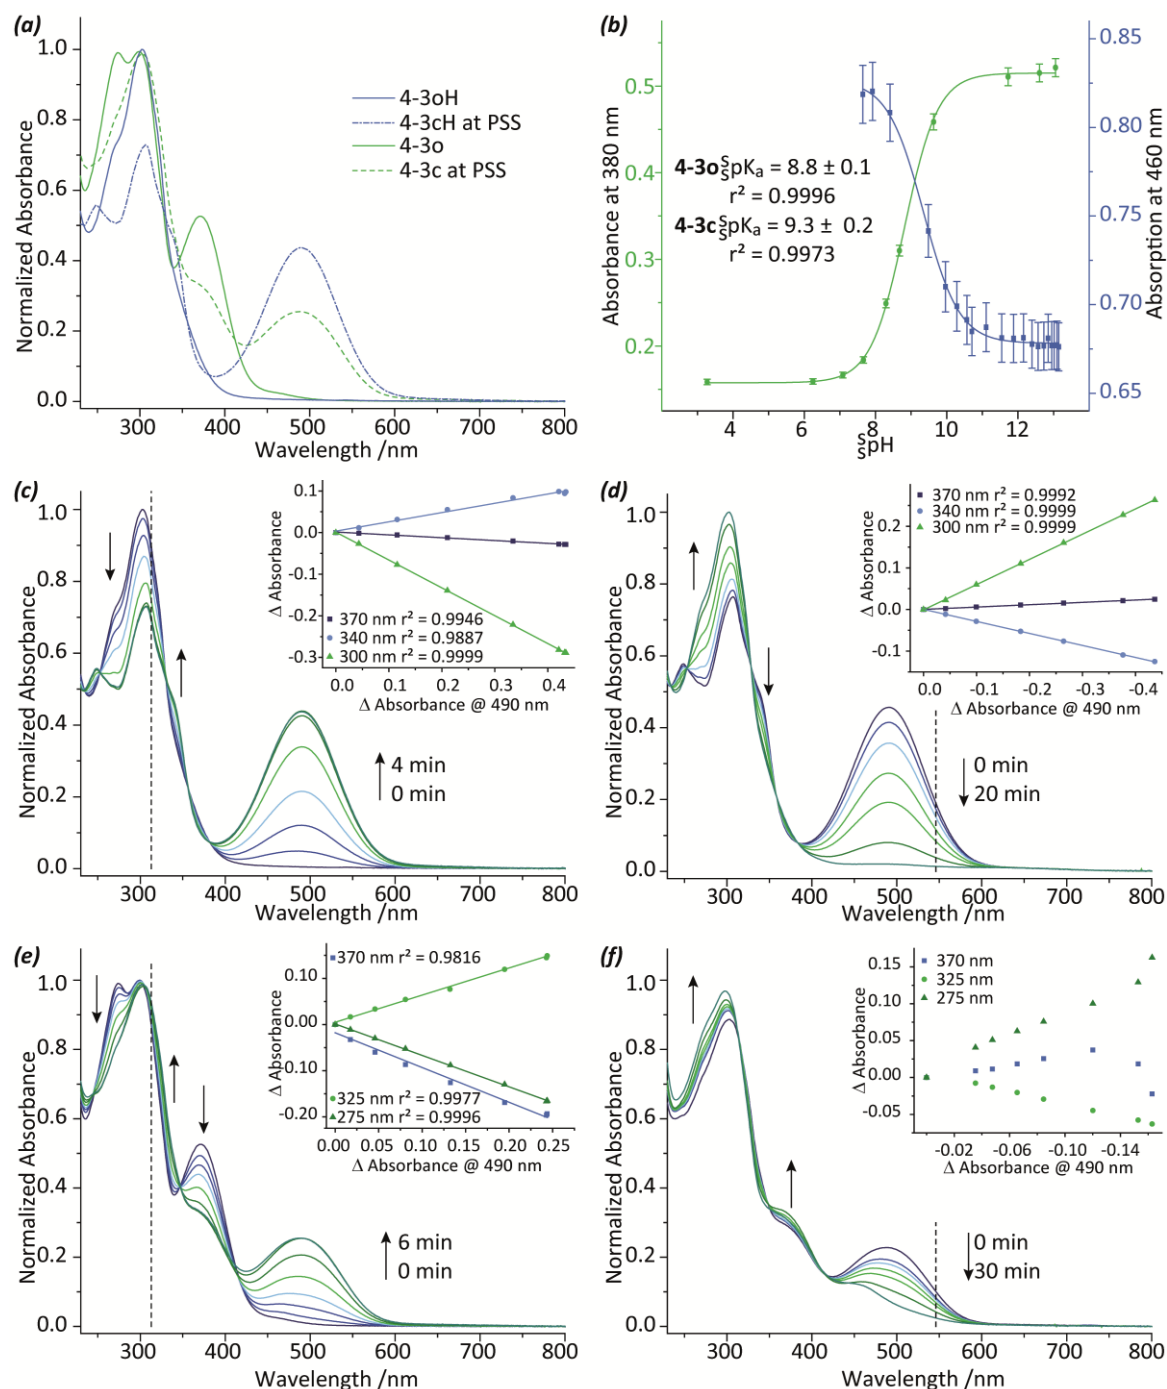 (a)
1.0
0.8
0.6
0.4
0.2
0.0
Normalized Absorbance
4-3oH
4-3cH at PSS
4-3o
4-3c at PSS
300 400 500 600 700 800
Wavelength /nm
(b)
0.5
0.4
0.3
0.2
Absorbance at 380 nm
4-3o s s pKa = 8.8 ± 0.1
r² = 0.9996
4-3c s s pKa = 9.3 ± 0.2
r² = 0.9973
0.85
0.80
0.75
0.70
0.65
Absorption at 460 nm
4 6 8 10 12
s s pH
(c)
1.0
0.8
0.6
0.4
0.2
0.0
Normalized Absorbance
0.1
0.0
-0.1
-0.2
-0.3
Δ Absorbance
370 nm r² = 0.9946
340 nm r² = 0.9887
300 nm r² = 0.9999
0.0 0.1 0.2 0.3 0.4
Δ Absorbance @ 490 nm
4 min
0 min
300 400 500 600 700 800
Wavelength /nm
(d)
1.0
0.8
0.6
0.4
0.2
0.0
Normalized Absorbance
370 nm r² = 0.9992
340 nm r² = 0.9999
300 nm r² = 0.9999
0.2
0.1
0.0
-0.1
Δ Absorbance
0.0 -0.1 -0.2 -0.3 -0.4
Δ Absorbance @ 490 nm
0 min
20 min
300 400 500 600 700 800
Wavelength /nm
(e)
1.0
0.8
0.6
0.4
0.2
0.0
Normalized Absorbance
370 nm r² = 0.9816
0.10
0.00
-0.10
-0.20
Δ Absorbance
325 nm r² = 0.9977
275 nm r² = 0.9996
0.00 0.05 0.10 0.15 0.20 0.25
Δ Absorbance @ 490 nm
6 min
0 min
300 400 500 600 700 800
Wavelength /nm
(f)
1.0
0.8
0.6
0.4
0.2
0.0
Normalized Absorbance
370 nm
325 nm
275 nm
0.15
0.10
0.05
0.00
-0.05
Δ Absorbance
-0.02 -0.06 -0.10 -0.14
Δ Absorbance @ 490 nm
0 min
30 min
300 400 500 600 700 800
Wavelength /nm